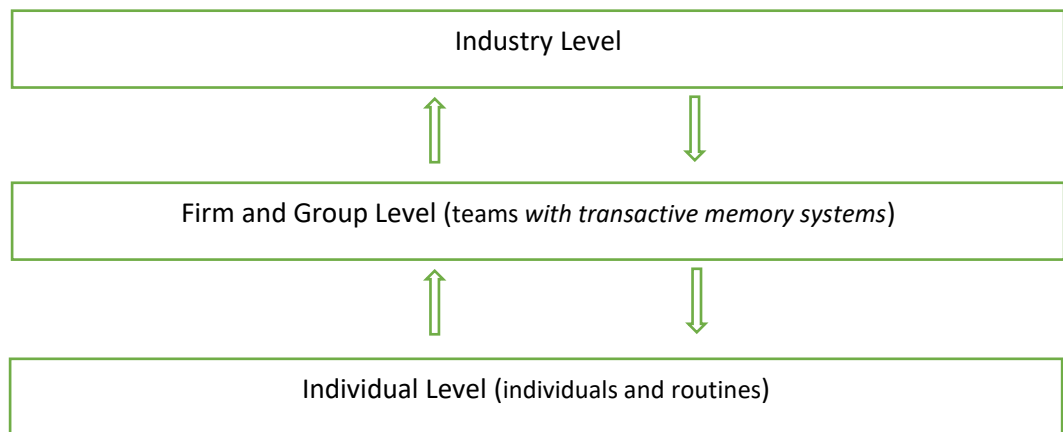 Industry Level
Firm and Group Level (teams with transactive memory systems)
Individual Level (individuals and routines)